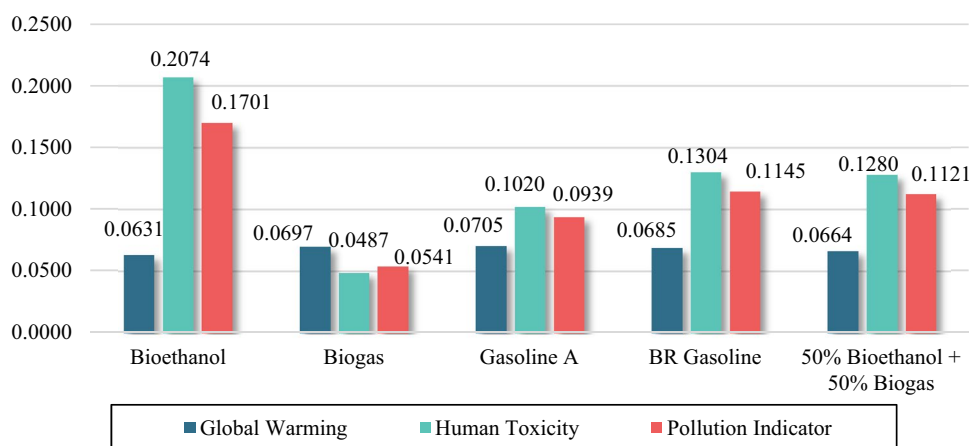 0.2500
0.2000
0.1500
0.1000
0.0500
0.0000
0.0631
0.2074
0.1701
0.0697
0.0487
0.0541
0.0705
0.1020
0.0939
0.0685
0.1304
0.1145
0.0664
0.1280
0.1121
Bioethanol
Biogas
Gasoline A
BR Gasoline
50% Bioethanol +
50% Biogas
Global Warming
Human Toxicity
Pollution Indicator